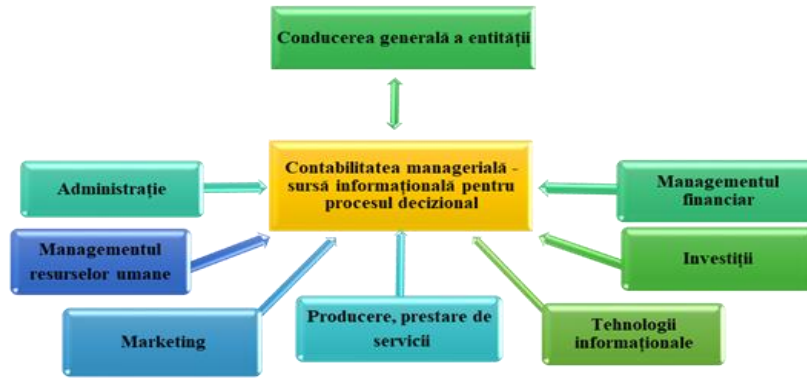 Conducerea generală a entității
Contabilitatea managerială -
sursă informațională pentru
procesul decizional
Administrație
Managementul
financiar
Managementul
resurselor umane
Investiții
Marketing
Producere, prestare de
servicii
Tehnologii
informaționale